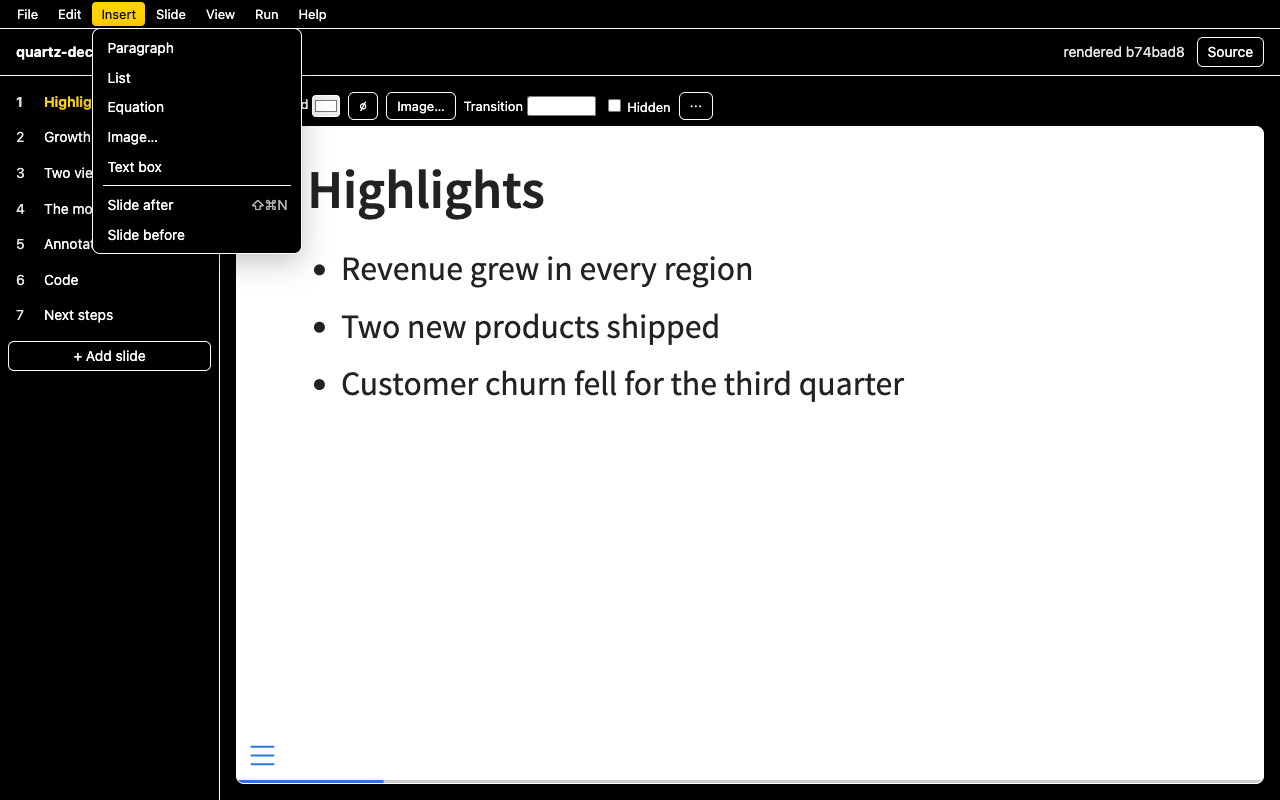 File Edit Insert Slide View Run Help
quartz-dec rendered b74bad8 Source
Paragraph
List
Equation
Image...
Text box
Slide after ⇧⌘N
Slide before
1 Highlig
2 Growth
3 Two vie
4 The mo
5 Annotat
6 Code
7 Next steps
+ Add slide
d ø Image... Transition Hidden ...
Highlights
• Revenue grew in every region
• Two new products shipped
• Customer churn fell for the third quarter